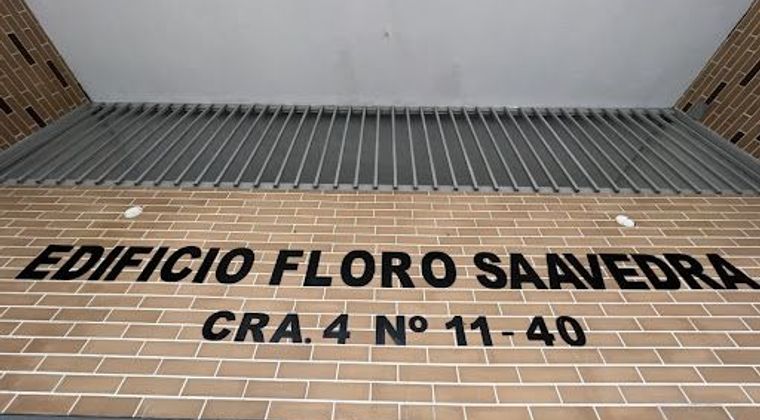 EDIFICIO FLORO SAAVEDRA
CRA. 4 Nº 11-40